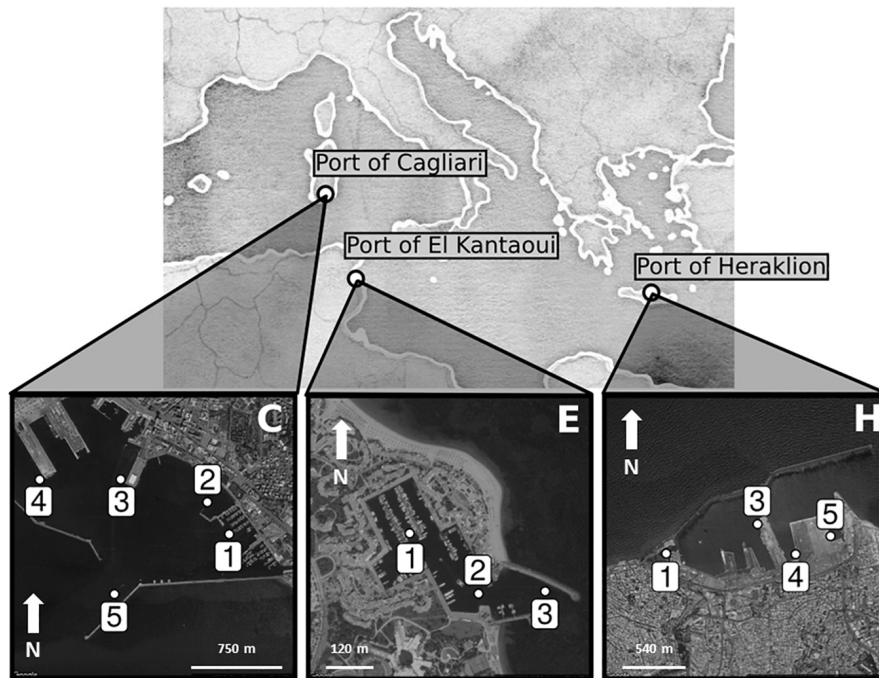 Port of Cagliari
Port of El Kantaoui
Port of Heraklion
C
E
H
N
N
N
4
3
2
1
5
N
750 m
1
2
3
120 m
1
3
4
5
540 m